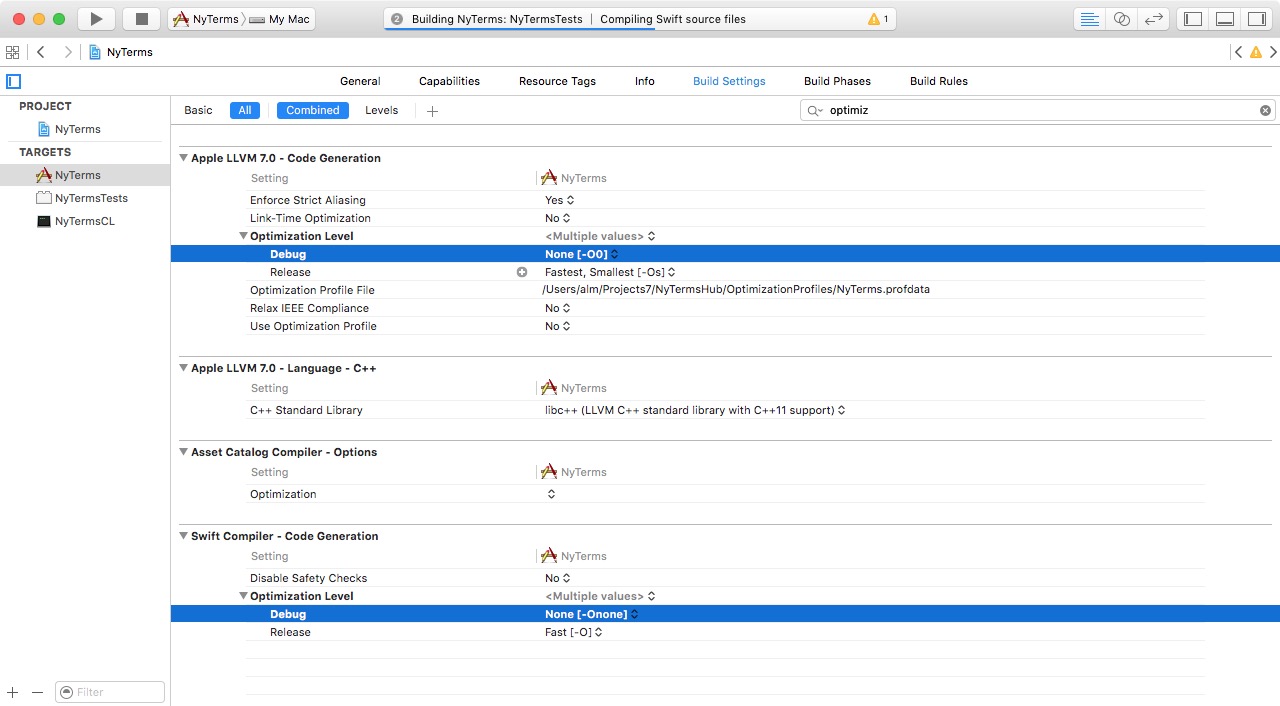 NyTerms 〉 My Mac
2 Building NyTerms: NyTermsTests | Compiling Swift source files 1
NyTerms
General Capabilities Resource Tags Info Build Settings Build Phases Build Rules
PROJECT
NyTerms
TARGETS
NyTerms
NyTermsTests
NyTermsCL
Filter
Basic All Combined Levels
optimiz
Apple LLVM 7.0 - Code Generation
Setting NyTerms
Enforce Strict Aliasing Yes
Link-Time Optimization No
Optimization Level <Multiple values>
Debug None [-O0]
Release Fastest, Smallest [-Os]
Optimization Profile File /Users/alm/Projects7/NyTermsHub/OptimizationProfiles/NyTerms.profdata
Relax IEEE Compliance No
Use Optimization Profile No
Apple LLVM 7.0 - Language - C++
Setting NyTerms
C++ Standard Library libc++ (LLVM C++ standard library with C++11 support)
Asset Catalog Compiler - Options
Setting NyTerms
Optimization
Swift Compiler - Code Generation
Setting NyTerms
Disable Safety Checks No
Optimization Level <Multiple values>
Debug None [-Onone]
Release Fast [-O]